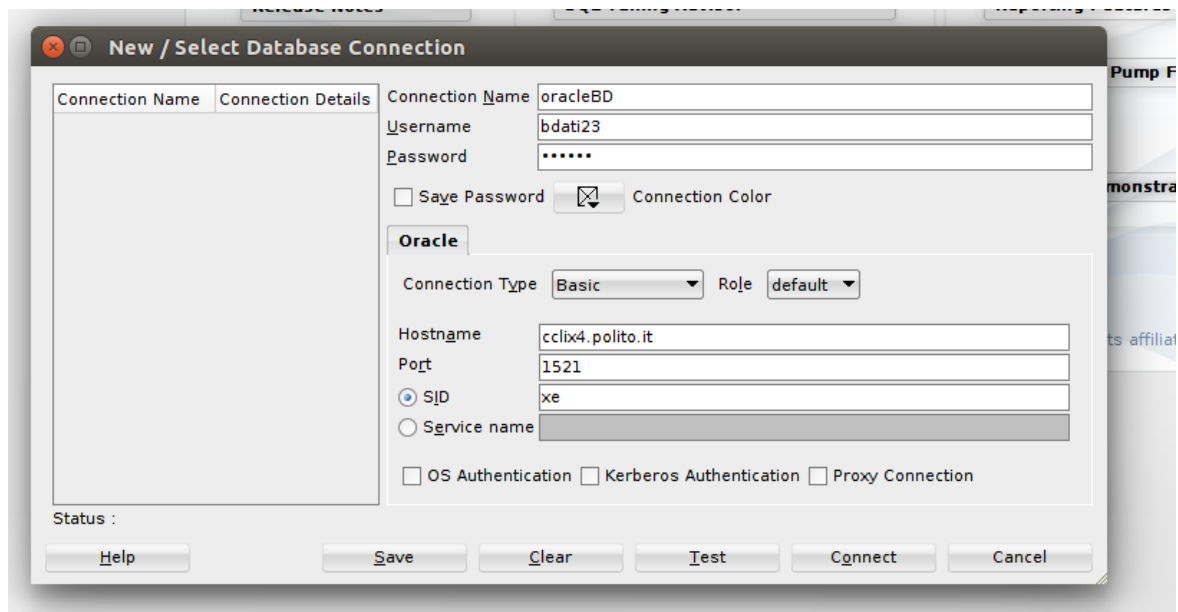 New / Select Database Connection
Pump F
Connection Name Connection Details
Connection Name oracleBD
Username bdati23
Password ••••••
monstra
Save Password Connection Color
Oracle
Connection Type Basic Role default
Hostname cclix4.polito.it
ts affiliat
Port 1521
SID xe
Service name
OS Authentication Kerberos Authentication Proxy Connection
Status :
Help Save Clear Test Connect Cancel